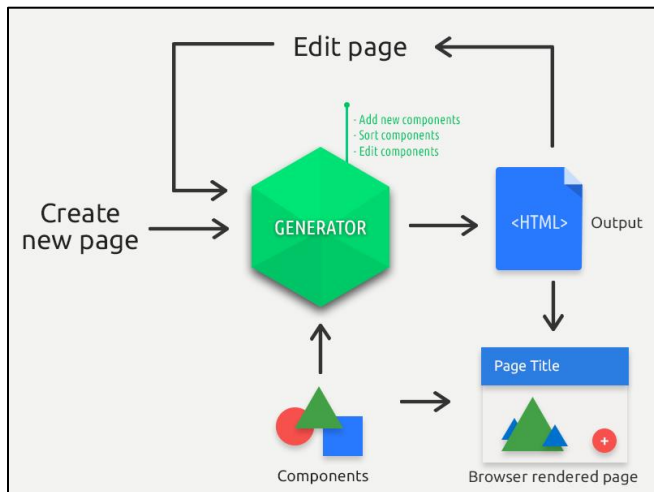 Edit page
- Add new components
- Sort components
- Edit components
Create
new page
GENERATOR
<HTML>
Output
Page Title
+
Components
Browser rendered page